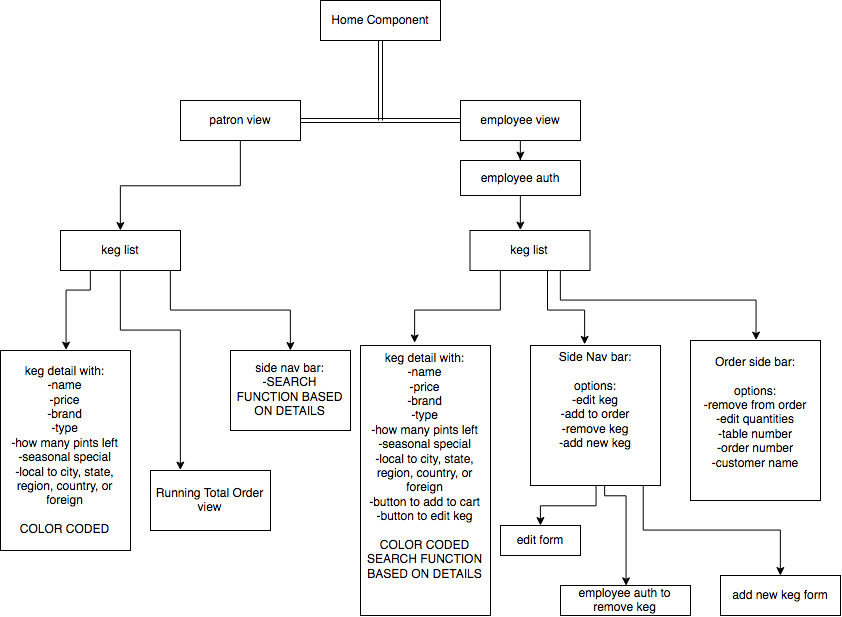 Home Component
patron view
employee view
employee auth
keg list
keg list
keg detail with:
-name
-price
-brand
-type
-how many pints left
-seasonal special
-local to city, state,
region, country, or
foreign
COLOR CODED
side nav bar:
-SEARCH
FUNCTION BASED
ON DETAILS
Running Total Order
view
keg detail with:
-name
-price
-brand
-type
-how many pints left
-seasonal special
-local to city, state,
region, country, or
foreign
-button to add to cart
-button to edit keg
COLOR CODED
SEARCH FUNCTION
BASED ON DETAILS
Side Nav bar:
options:
-edit keg
-add to order
-remove keg
-add new keg
Order side bar:
options:
-remove from order
-edit quantities
-table number
-order number
-customer name
edit form
employee auth to
remove keg
add new keg form